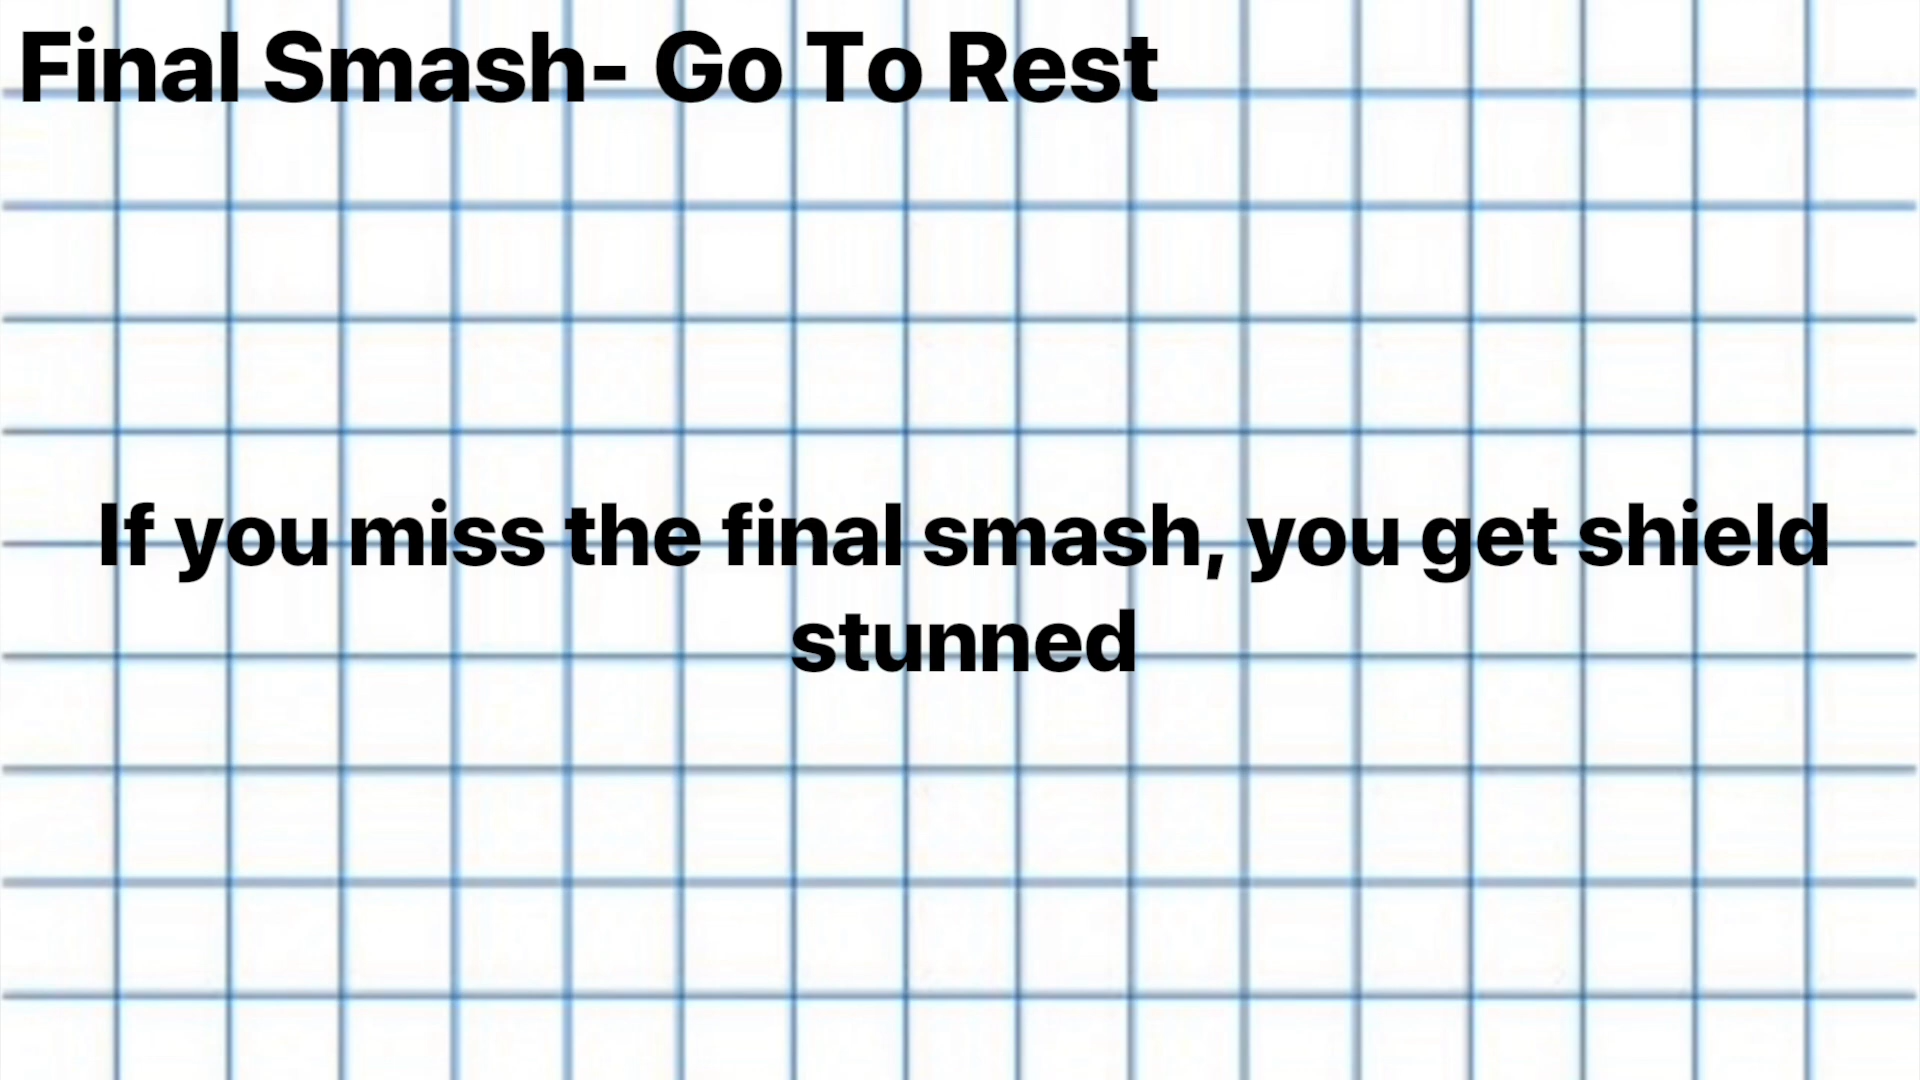 Final Smash- Go To Rest
If you miss the final smash, you get shield
stunned